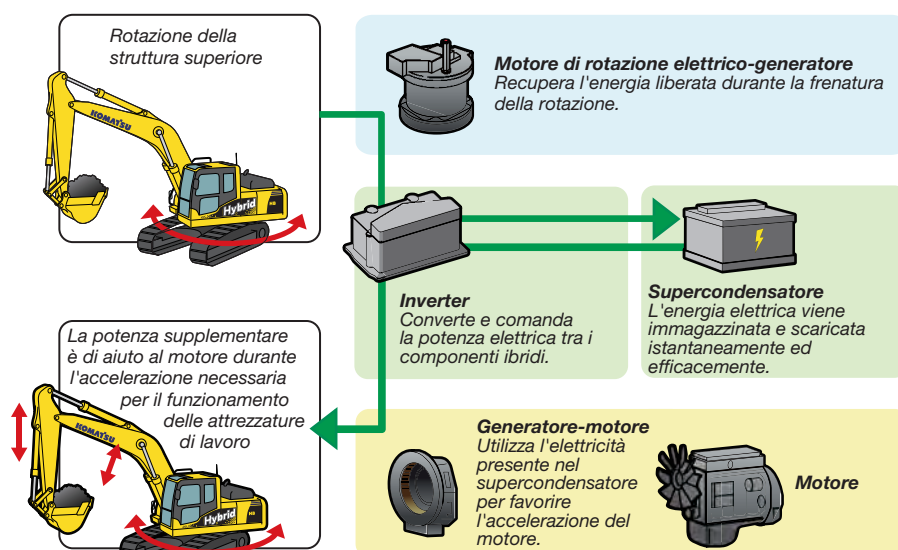 Rotazione della
struttura superiore
KOMATSU
Hybrid
Motore di rotazione elettrico-generatore
Recupera l'energia liberata durante la frenatura
della rotazione.
Inverter
Converte e comanda
la potenza elettrica tra i
componenti ibridi.
Supercondensatore
L'energia elettrica viene
immagazzinata e scaricata
istantaneamente ed
efficacemente.
La potenza supplementare
è di aiuto al motore durante
l'accelerazione necessaria
per il funzionamento
delle attrezzature
di lavoro
KOMATSU
Hybrid
Generatore-motore
Utilizza l'elettricità
presente nel
supercondensatore
per favorire
l'accelerazione del
motore.
Motore